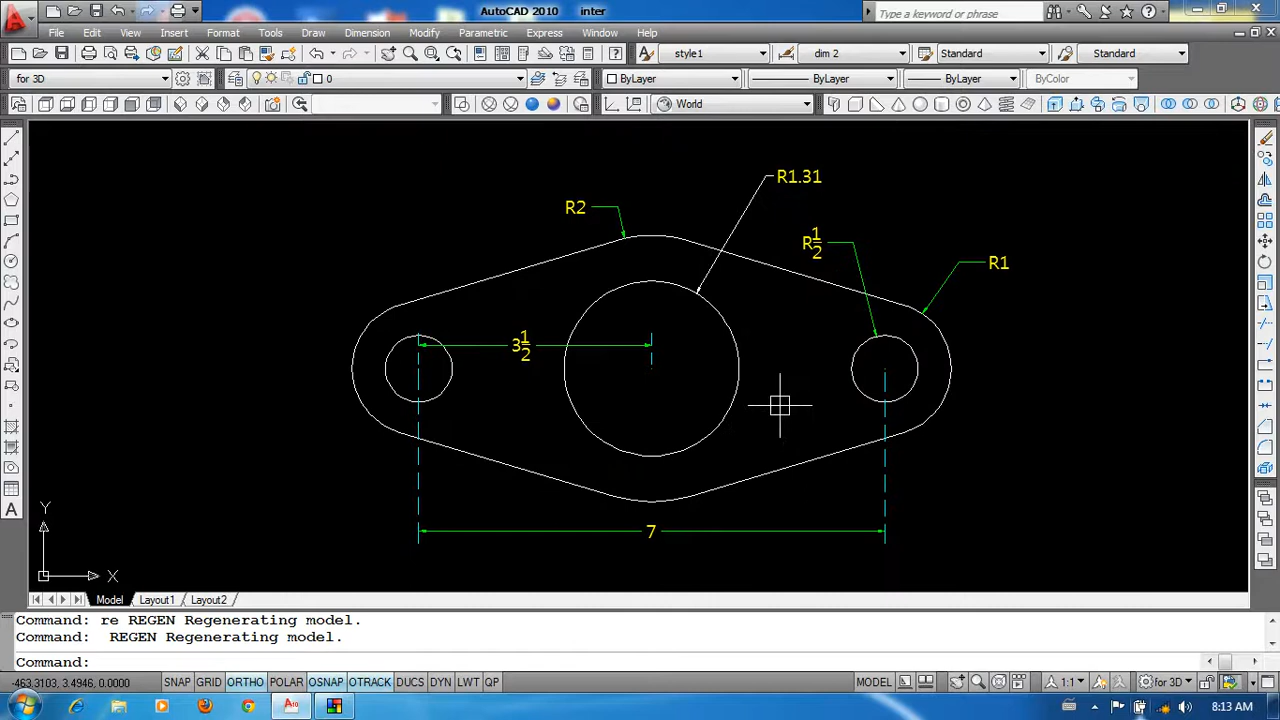 AutoCAD 2010 inter
Type a keyword or phrase
File Edit View Insert Format Tools Draw Dimension Modify Parametric Express Window Help
style1 dim 2 Standard Standard
for 3D 0 ByLayer ByLayer ByLayer ByColor
World
R1.31
R2
R1/2
R1
3 1/2
7
Y
X
Model Layout1 Layout2
Command: re REGEN Regenerating model.
Command: REGEN Regenerating model.
Command:
-463.3103, 3.4946, 0.0000 SNAP GRID ORTHO POLAR OSNAP OTRACK DUCS DYN LWT QP MODEL 1:1 for 3D
8:13 AM